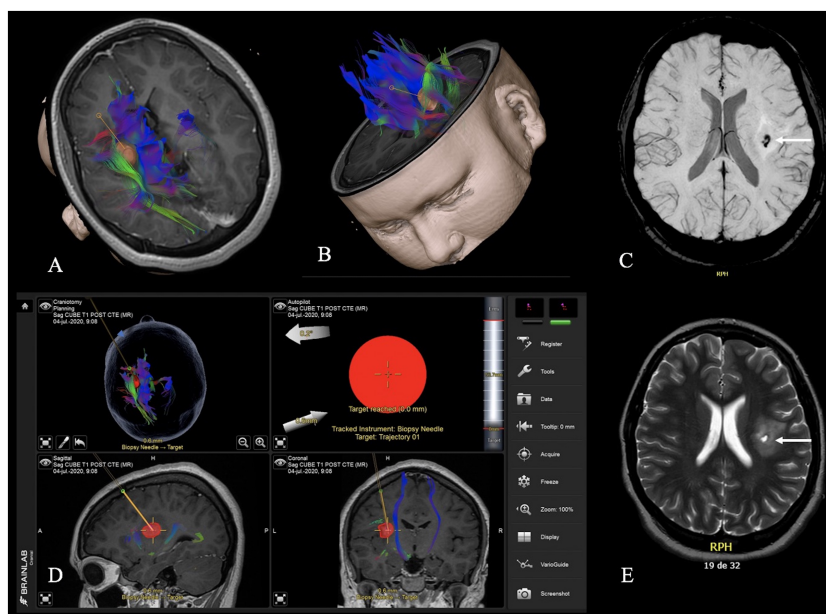 A
B
C
RPH
Craniotomy
Planning
Sag CUBE T1 POST CTE (MR)
04-jul.-2020, 9:08
Biopsy Needle → Target
Autopilot
Sag CUBE T1 POST CTE (MR)
04-jul.-2020, 9:08
Target reached (0.0 mm)
Tracked Instrument: Biopsy Needle
Target: Trajectory 01
Target
Register
Tools
Data
Tooltip: 0 mm
Acquire
Freeze
Zoom: 100%
Display
VarioGuide
Screenshot
Sagittal
Sag CUBE T1 POST CTE (MR)
04-jul.-2020, 9:08
H
A
P
D
Coronal
Sag CUBE T1 POST CTE (MR)
04-jul.-2020, 9:08
H
L
R
BRAINLAB
Cranial
E
RPH
19 de 32